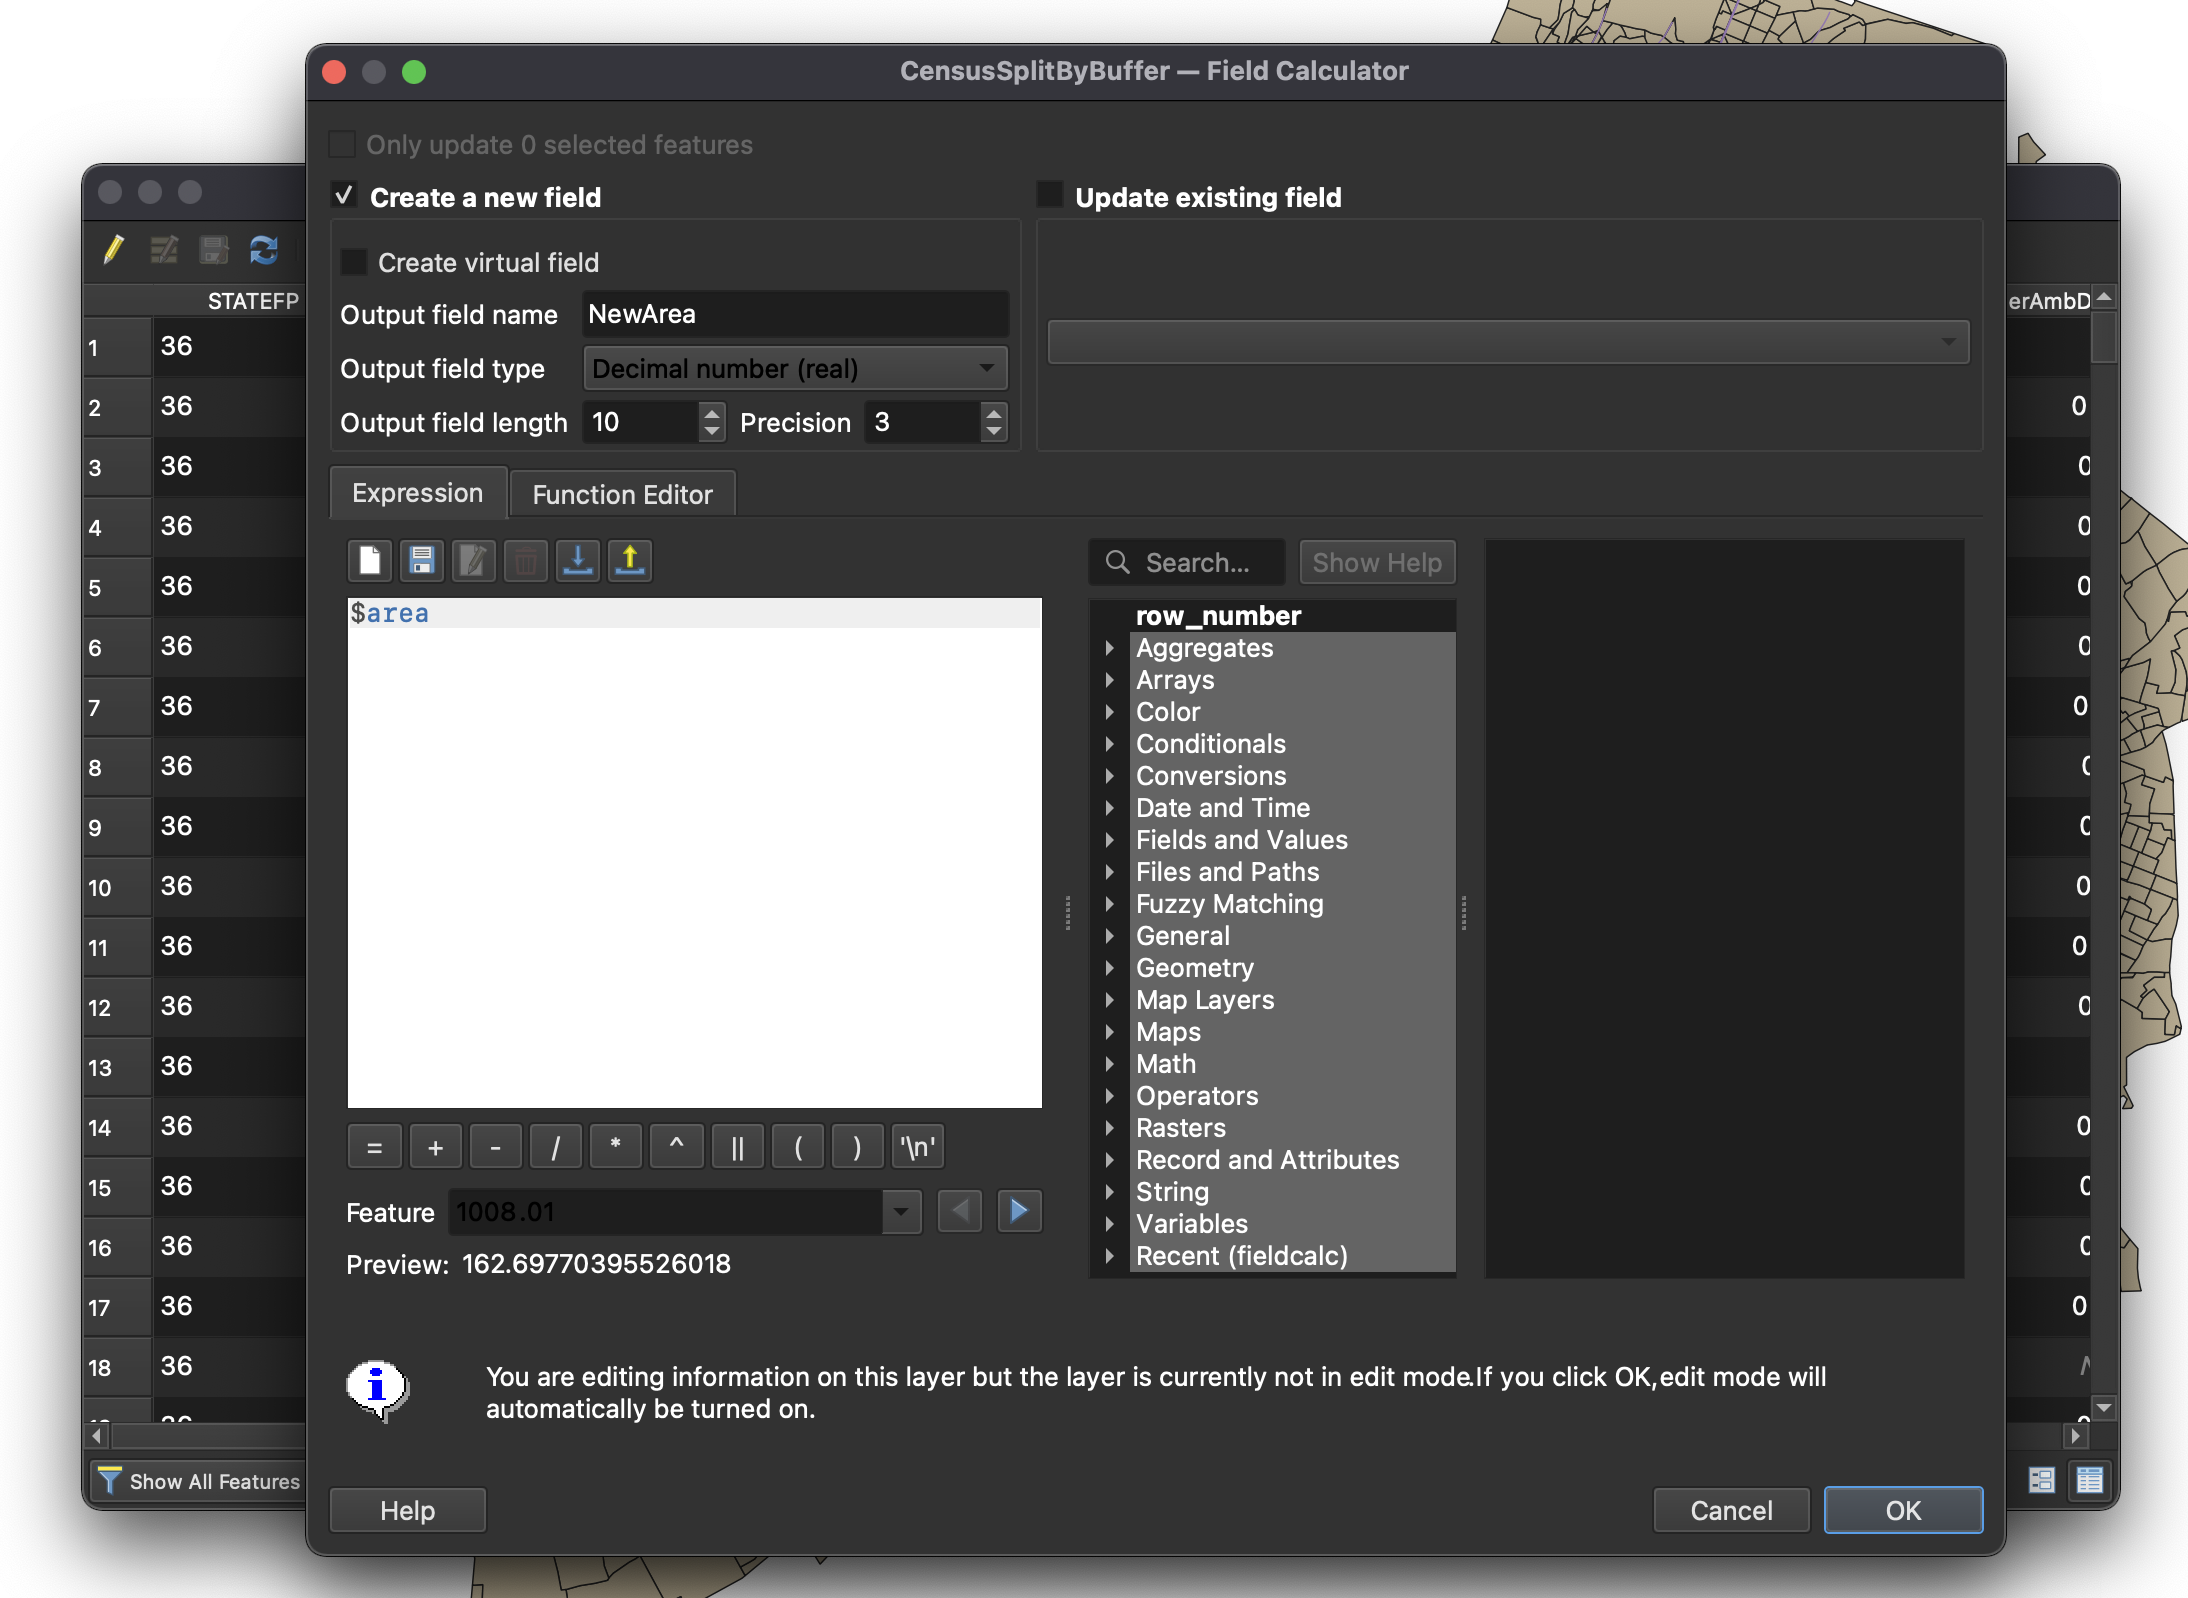 CensusSplitByBuffer — Field Calculator
Only update 0 selected features
Create a new field
Update existing field
Create virtual field
Output field name NewArea
Output field type Decimal number (real)
Output field length 10 Precision 3
Expression Function Editor
Search... Show Help
$area
row_number
Aggregates
Arrays
Color
Conditionals
Conversions
Date and Time
Fields and Values
Files and Paths
Fuzzy Matching
General
Geometry
Map Layers
Maps
Math
Operators
Rasters
Record and Attributes
String
Variables
Recent (fieldcalc)
= + - / * ^ || ( ) '\n'
Feature 1008.01
Preview: 162.69770395526018
You are editing information on this layer but the layer is currently not in edit mode.If you click OK,edit mode will
automatically be turned on.
Help Cancel OK
STATEFP erAmbD
1 36
2 36 0
3 36 0
4 36 0
5 36 0
6 36 0
7 36 0
8 36 0
9 36 0
10 36 0
11 36 0
12 36 0
13 36
14 36 0
15 36 0
16 36 0
17 36 0
18 36
Show All Features